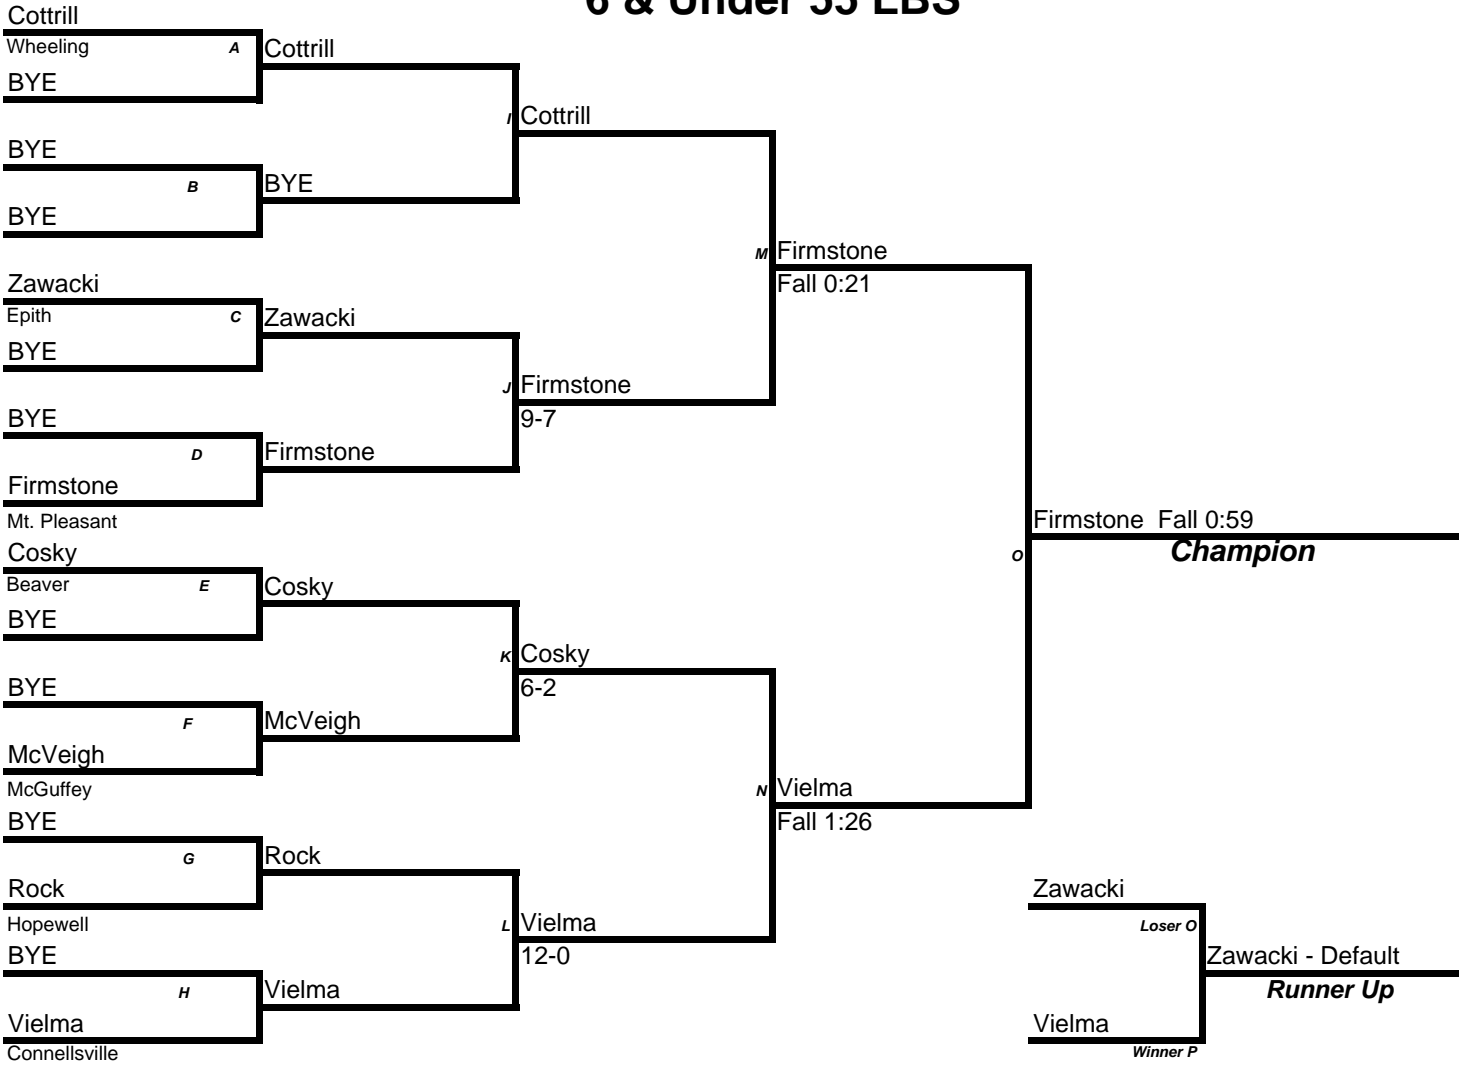 6 & Under 55 LBS
Cottrill
Wheeling A Cottrill
BYE
I Cottrill
BYE
B BYE
BYE
M Firmstone
Fall 0:21
Zawacki
Epith C Zawacki
BYE
J Firmstone
9-7
BYE
D Firmstone
Firmstone
Mt. Pleasant
Firmstone Fall 0:59
O Champion
Cosky
Beaver E Cosky
BYE
K Cosky
6-2
BYE
F McVeigh
McVeigh
McGuffey
N Vielma
Fall 1:26
BYE
G Rock
Rock
Hopewell
L Vielma
12-0
BYE
H Vielma
Vielma
Connellsville
Zawacki
Loser O
Zawacki - Default
Runner Up
Vielma
Winner P